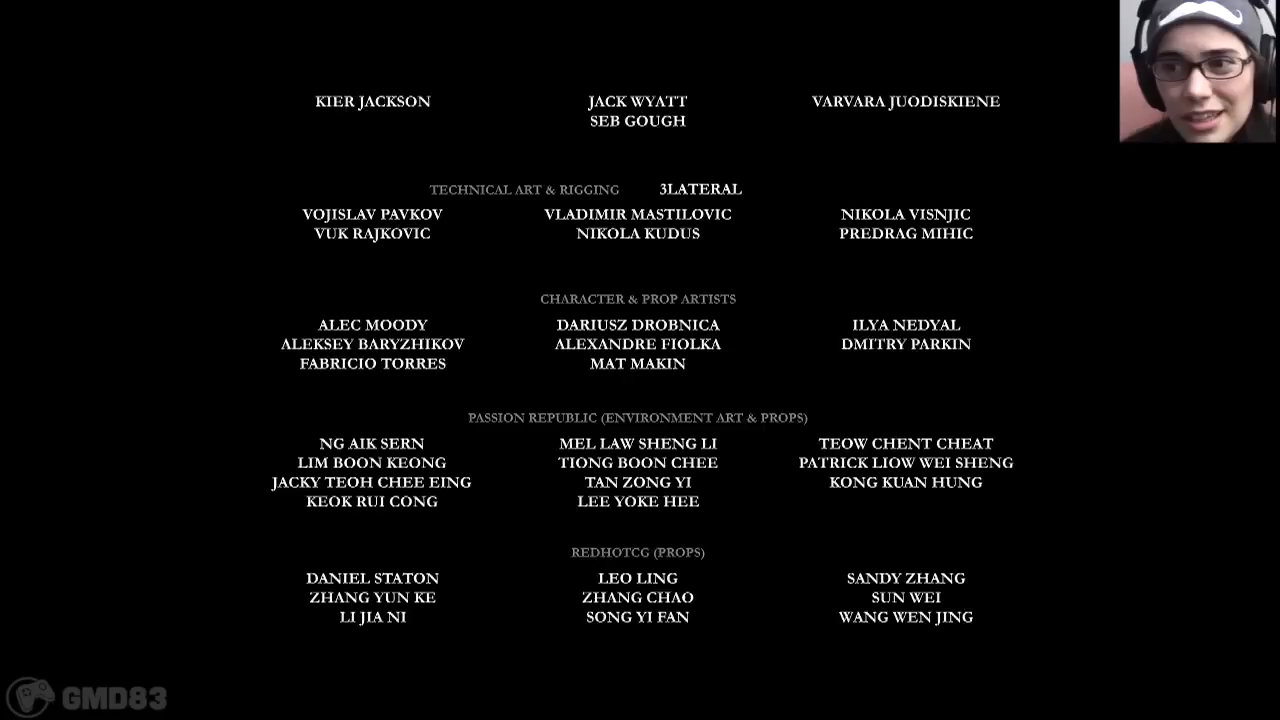 KIER JACKSON JACK WYATT VARVARA JUODISKIENE
SEB GOUGH
TECHNICAL ART & RIGGING 3LATERAL
VOJISLAV PAVKOV VLADIMIR MASTILOVIC NIKOLA VISNJIC
VUK RAJKOVIC NIKOLA KUDUS PREDRAG MIHIC
CHARACTER & PROP ARTISTS
ALEC MOODY DARIUSZ DROBNICA ILYA NEDYAL
ALEKSEY BARYZHIKOV ALEXANDRE FIOLKA DMITRY PARKIN
FABRICIO TORRES MAT MAKIN
PASSION REPUBLIC (ENVIRONMENT ART & PROPS)
NG AIK SERN MEL LAW SHENG LI TEOW CHENT CHEAT
LIM BOON KEONG TIONG BOON CHEE PATRICK LIOW WEI SHENG
JACKY TEOH CHEE EING TAN ZONG YI KONG KUAN HUNG
KEOK RUI CONG LEE YOKE HEE
REDHOTCG (PROPS)
DANIEL STATON LEO LING SANDY ZHANG
ZHANG YUN KE ZHANG CHAO SUN WEI
LI JIA NI SONG YI FAN WANG WEN JING
GMD83